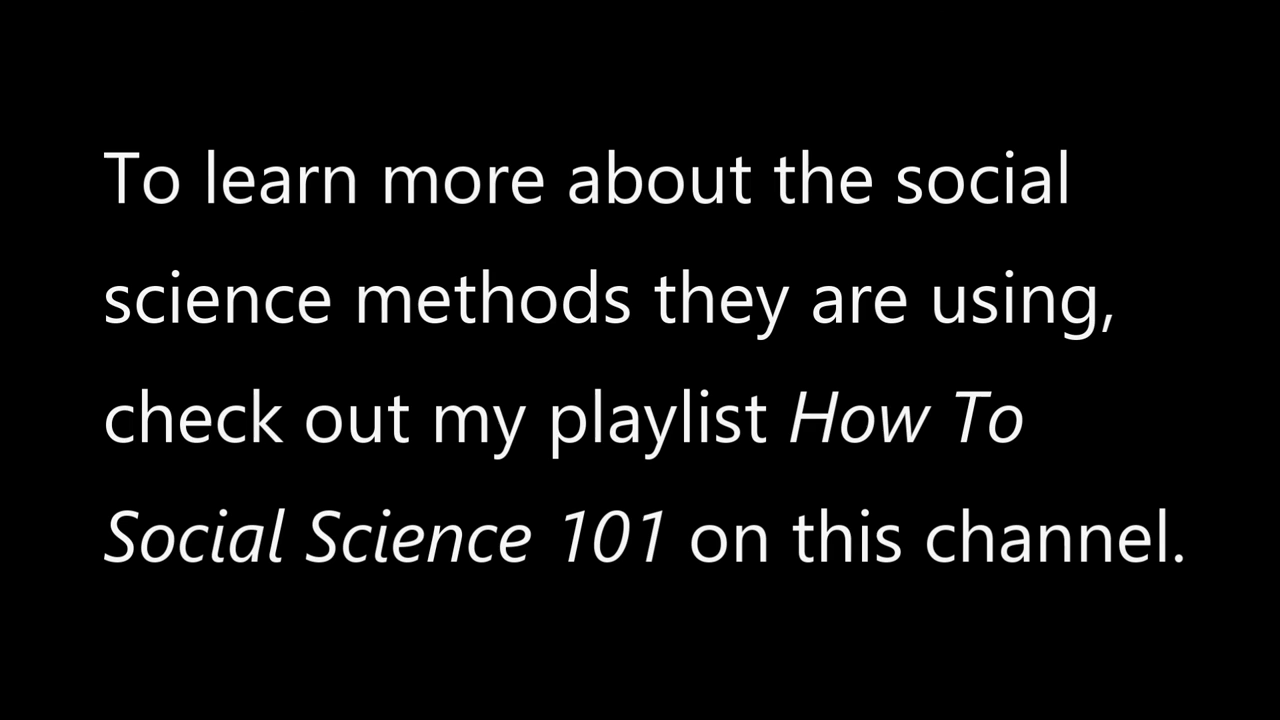 To learn more about the social
science methods they are using,
check out my playlist How To
Social Science 101 on this channel.